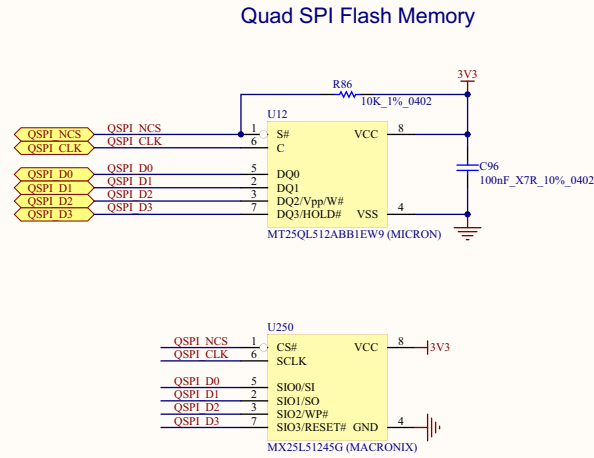 Quad SPI Flash Memory
3V3
R86
10K_1%_0402
U12
QSPI_NCS QSPI_NCS 1 S# VCC 8
QSPI_CLK QSPI_CLK 6 C
C96
100nF_X7R_10%_0402
QSPI_D0 QSPI_D0 5 DQ0
QSPI_D1 QSPI_D1 2 DQ1
QSPI_D2 QSPI_D2 3 DQ2/Vpp/W#
QSPI_D3 QSPI_D3 7 DQ3/HOLD# VSS 4
MT25QL512ABB1EW9 (MICRON)
U250
QSPI_NCS 1 CS# VCC 8 3V3
QSPI_CLK 6 SCLK
QSPI_D0 5 SIO0/SI
QSPI_D1 2 SIO1/SO
QSPI_D2 3 SIO2/WP#
QSPI_D3 7 SIO3/RESET# GND 4
MX25L51245G (MACRONIX)